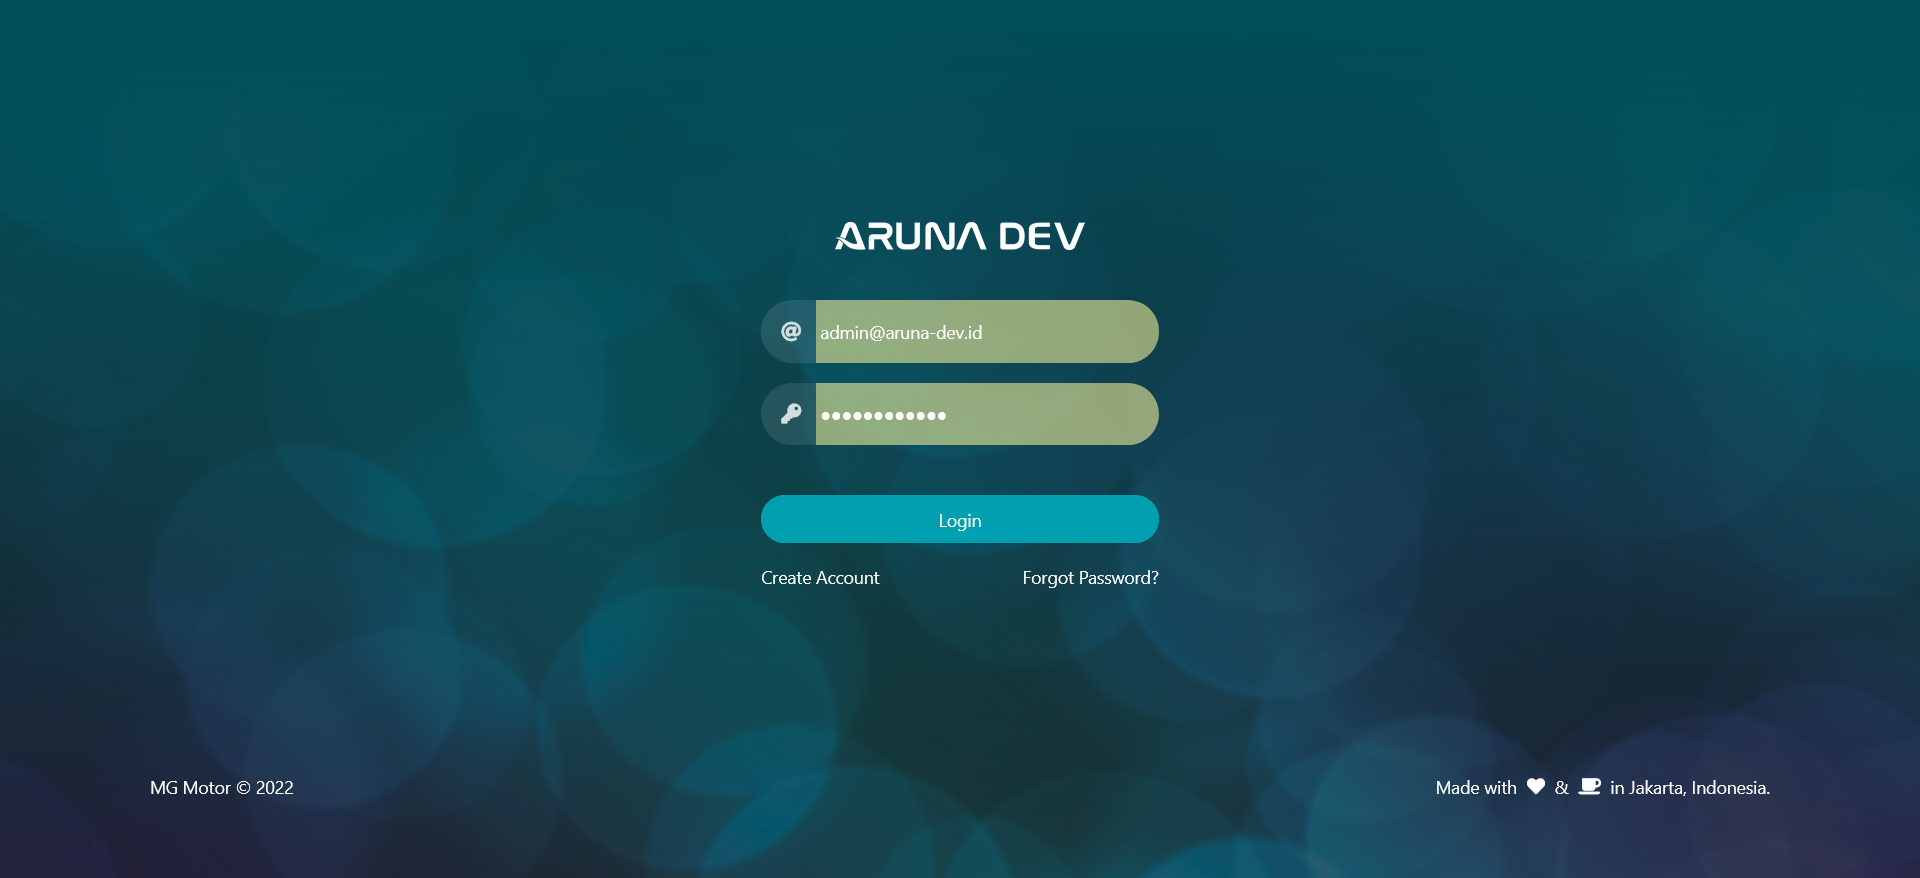 ARUNA DEV
admin@aruna-dev.id
●●●●●●●●●●●●
Login
Create Account Forgot Password?
MG Motor © 2022
Made with ♥ & ☕ in Jakarta, Indonesia.